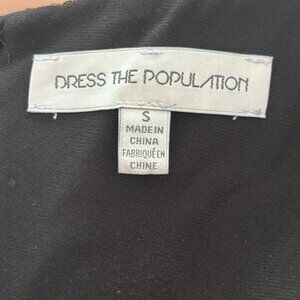 DRESS THE POPULATION
S
MADE IN
CHINA
FABRIQUÉ EN
CHINE